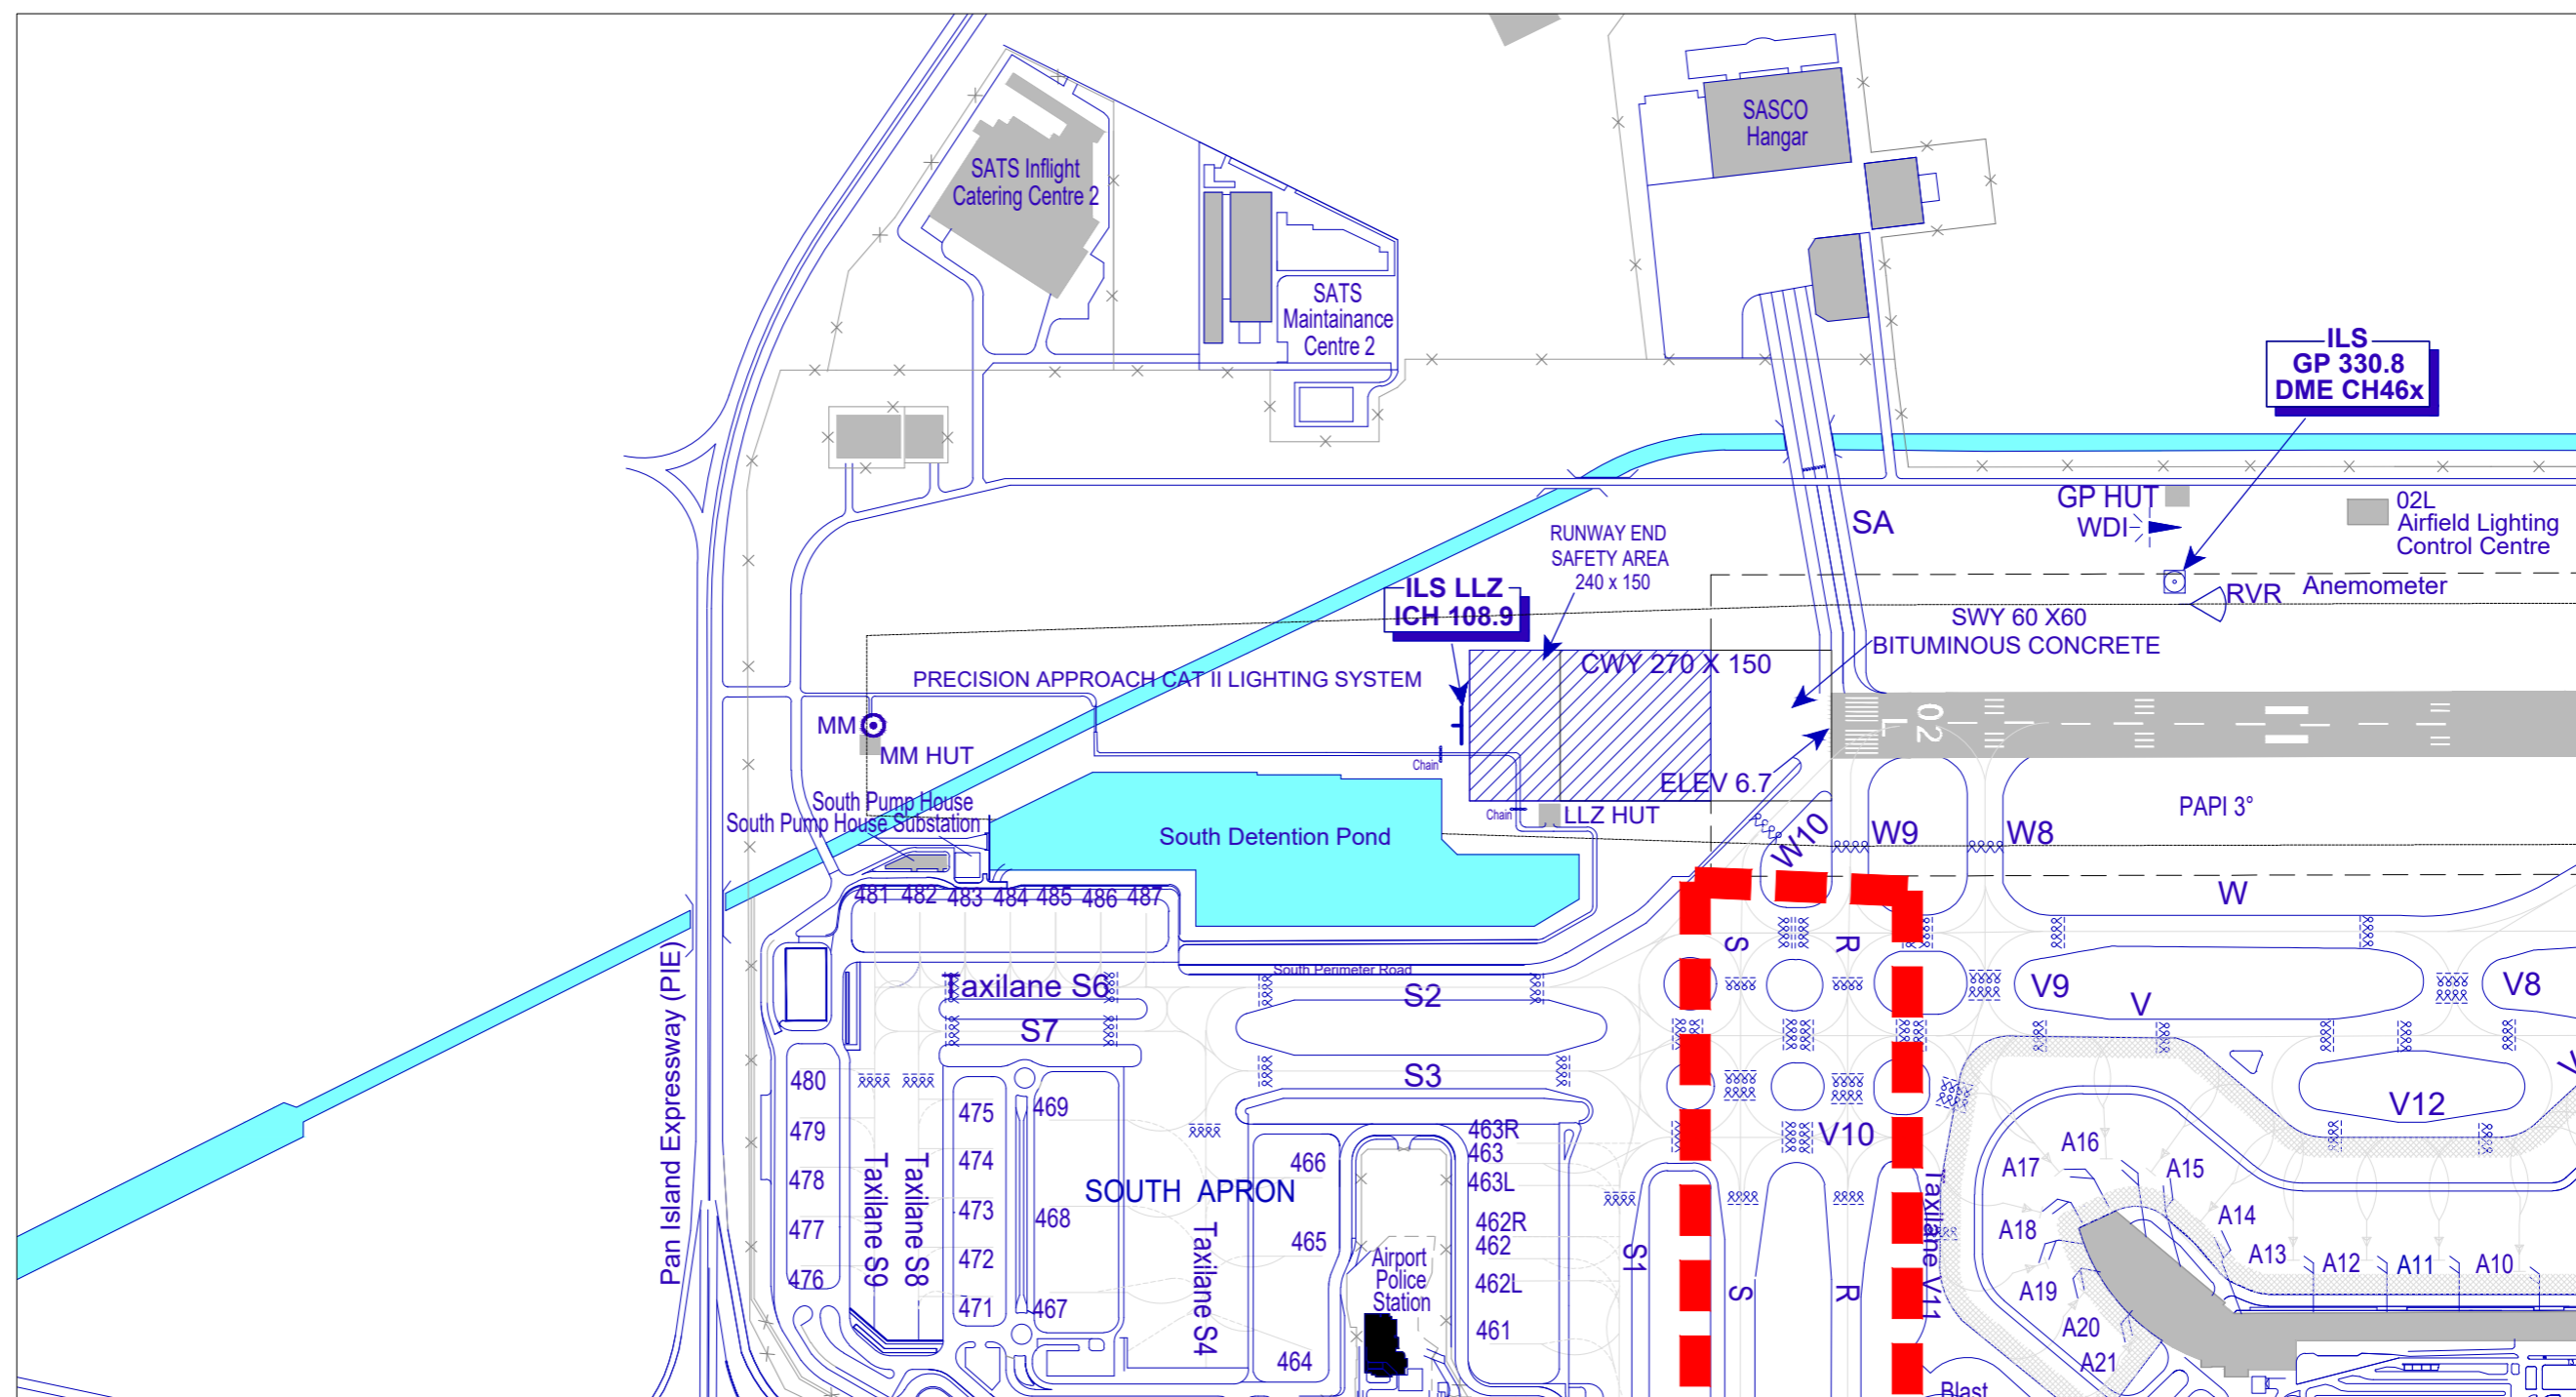 SASCO
Hangar
SATS Inflight
Catering Centre 2
SATS
Maintainance
Centre 2
ILS
GP 330.8
DME CH46x
GP HUT
WDI
02L
Airfield Lighting
Control Centre
SA
RUNWAY END
SAFETY AREA
240 x 150
ILS LLZ
ICH 108.9
RVR
Anemometer
SWY 60 X60
BITUMINOUS CONCRETE
CWY 270 X 150
PRECISION APPROACH CAT II LIGHTING SYSTEM
MM
MM HUT
02
L
Chain
ELEV 6.7
South Pump House
South Pump House Substation
Chain
LLZ HUT
PAPI 3°
South Detention Pond
W10
W9
W8
W
481 482 483 484 485 486 487
S
R
South Perimeter Road
Taxilane S6
S2
V9
V
V8
S7
S3
V12
Pan Island Expressway (PIE)
480
479
478
477
476
Taxilane S9
Taxilane S8
475
474
473
472
471
469
468
467
SOUTH APRON
Taxilane S4
466
465
464
463R
463
463L
462R
462
462L
461
Airport
Police
Station
V10
S1
S
R
Taxilane V11
A16
A17
A15
A18
A14
A13
A12
A11
A10
A19
A20
A21
Blast